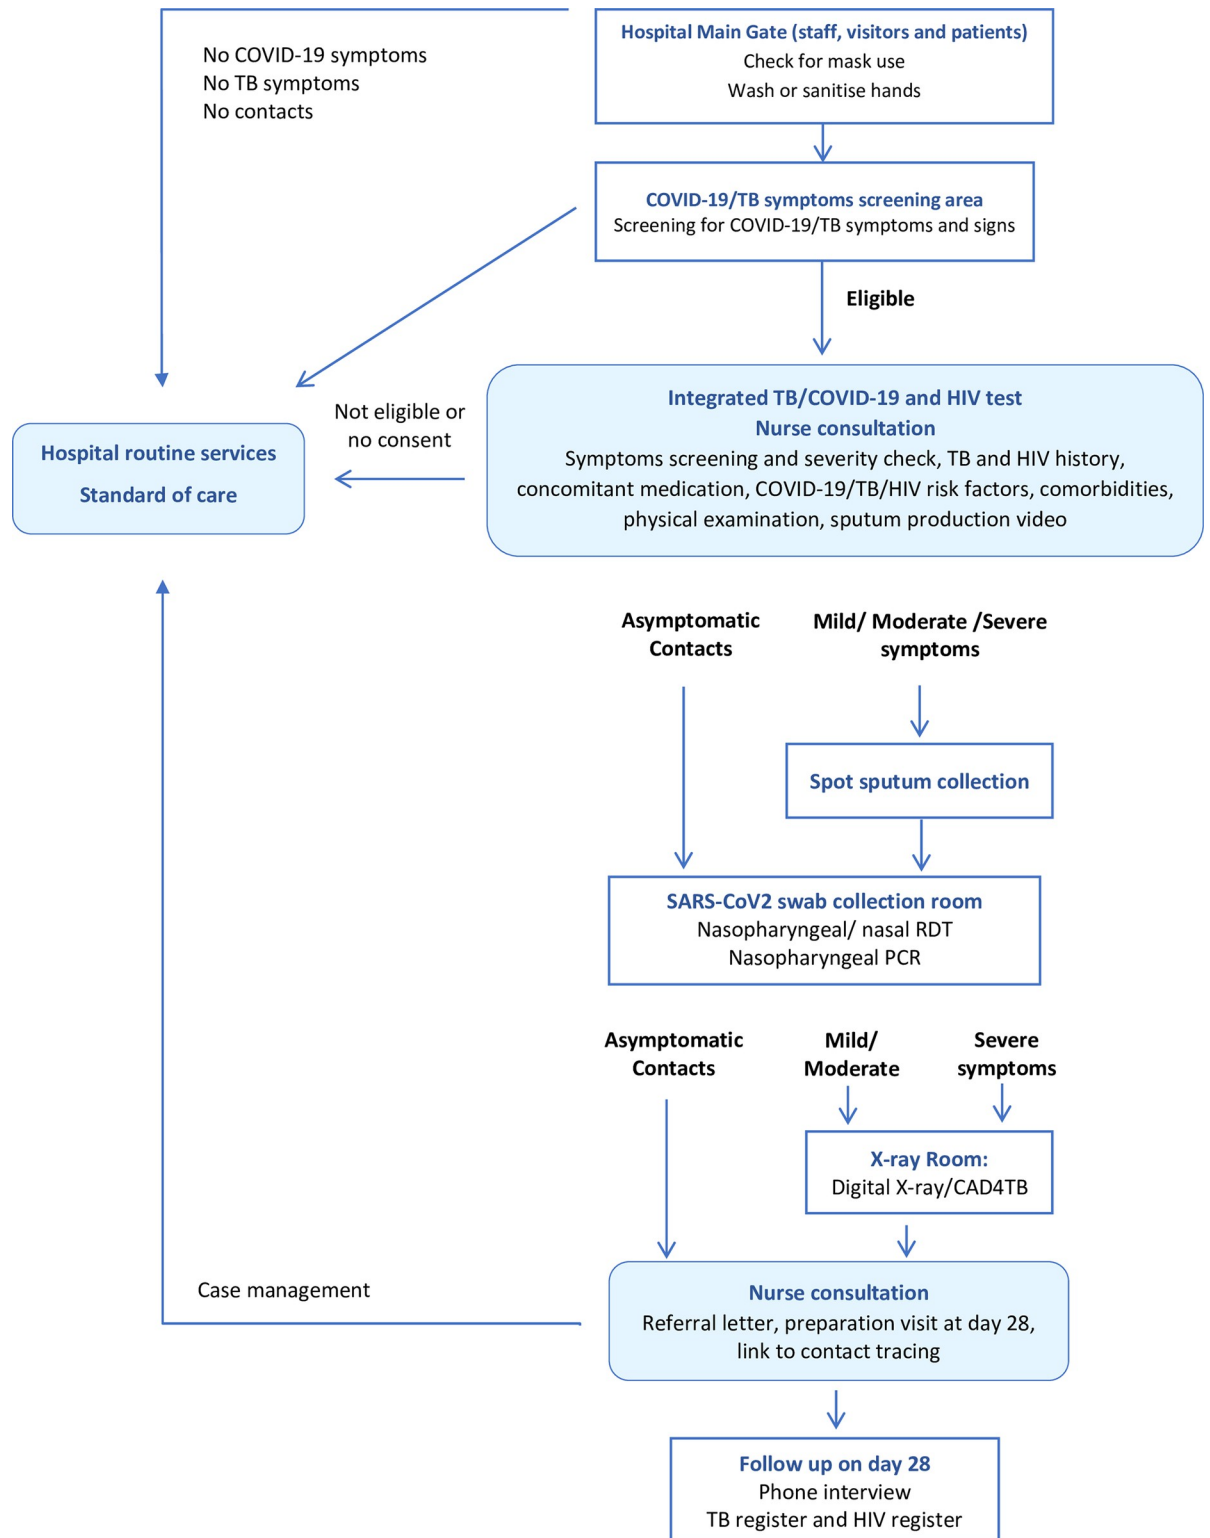 Hospital Main Gate (staff, visitors and patients)
Check for mask use
Wash or sanitise hands
No COVID-19 symptoms
No TB symptoms
No contacts
COVID-19/TB symptoms screening area
Screening for COVID-19/TB symptoms and signs
Eligible
Integrated TB/COVID-19 and HIV test
Nurse consultation
Symptoms screening and severity check, TB and HIV history,
concomitant medication, COVID-19/TB/HIV risk factors, comorbidities,
physical examination, sputum production video
Not eligible or
no consent
Hospital routine services
Standard of care
Asymptomatic
Contacts
Mild/ Moderate /Severe
symptoms
Spot sputum collection
SARS-CoV2 swab collection room
Nasopharyngeal/ nasal RDT
Nasopharyngeal PCR
Asymptomatic
Contacts
Mild/
Moderate
Severe
symptoms
X-ray Room:
Digital X-ray/CAD4TB
Nurse consultation
Referral letter, preparation visit at day 28,
link to contact tracing
Case management
Follow up on day 28
Phone interview
TB register and HIV register